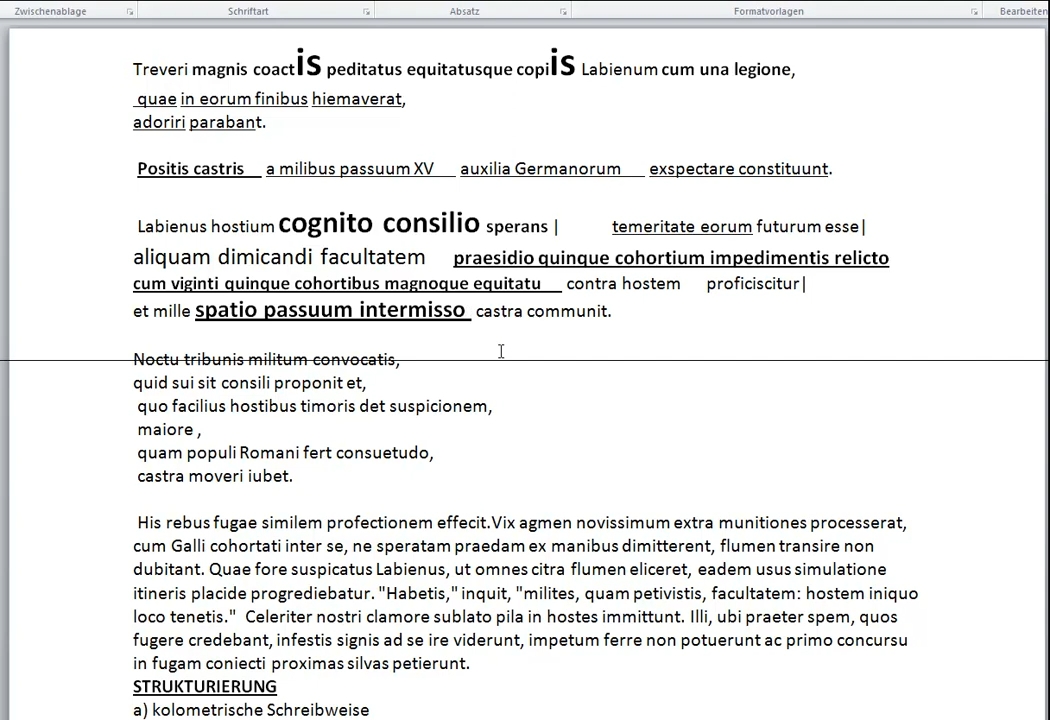 Zwischenablage Schriftart Absatz Formatvorlagen Bearbeiten
Treveri magnis coactis peditatus equitatusque copiis Labienum cum una legione,
quae in eorum finibus hiemaverat,
adoriri parabant.
Positis castris a milibus passuum XV auxilia Germanorum exspectare constituunt.
Labienus hostium cognito consilio sperans | temeritate eorum futurum esse|
aliquam dimicandi facultatem praesidio quinque cohortium impedimentis relicto
cum viginti quinque cohortibus magnoque equitatu contra hostem proficiscitur|
et mille spatio passuum intermisso castra communit.
Noctu tribunis militum convocatis,
quid sui sit consili proponit et,
quo facilius hostibus timoris det suspicionem,
maiore ,
quam populi Romani fert consuetudo,
castra moveri iubet.
His rebus fugae similem profectionem effecit.Vix agmen novissimum extra munitiones processerat,
cum Galli cohortati inter se, ne speratam praedam ex manibus dimitterent, flumen transire non
dubitant. Quae fore suspicatus Labienus, ut omnes citra flumen eliceret, eadem usus simulatione
itineris placide progrediebatur. "Habetis," inquit, "milites, quam petivistis, facultatem: hostem iniquo
loco tenetis." Celeriter nostri clamore sublato pila in hostes immittunt. Illi, ubi praeter spem, quos
fugere credebant, infestis signis ad se ire viderunt, impetum ferre non potuerunt ac primo concursu
in fugam coniecti proximas silvas petierunt.
STRUKTURIERUNG
a) kolometrische Schreibweise